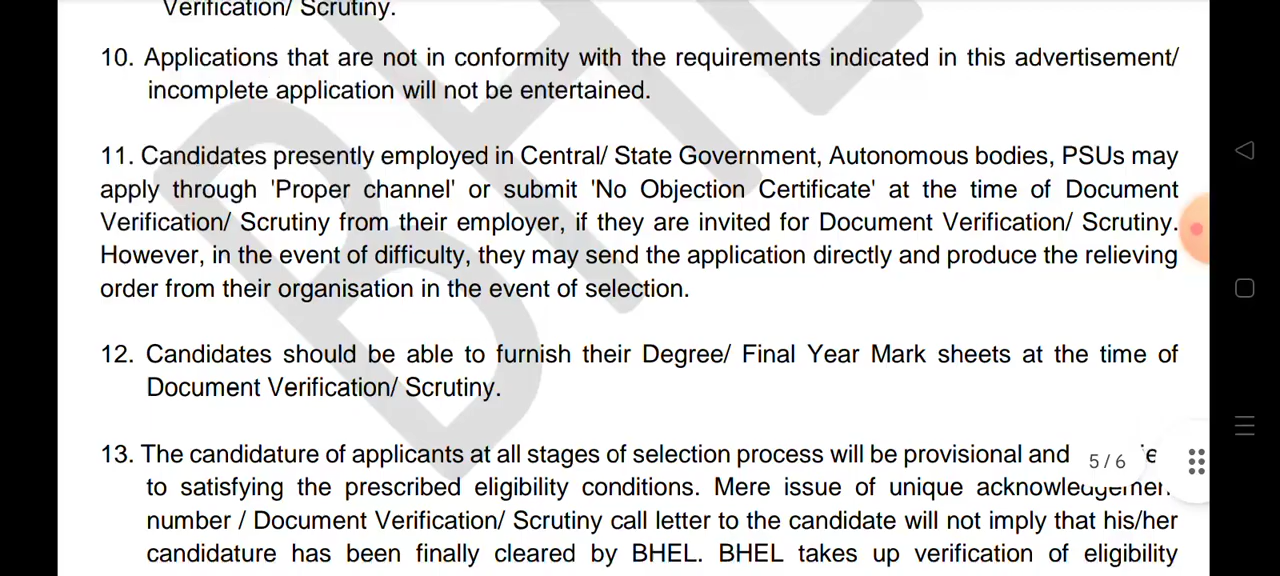 Verification/ Scrutiny.
10. Applications that are not in conformity with the requirements indicated in this advertisement/
incomplete application will not be entertained.
11. Candidates presently employed in Central/ State Government, Autonomous bodies, PSUs may
apply through 'Proper channel' or submit 'No Objection Certificate' at the time of Document
Verification/ Scrutiny from their employer, if they are invited for Document Verification/ Scrutiny.
However, in the event of difficulty, they may send the application directly and produce the relieving
order from their organisation in the event of selection.
12. Candidates should be able to furnish their Degree/ Final Year Mark sheets at the time of
Document Verification/ Scrutiny.
13. The candidature of applicants at all stages of selection process will be provisional and
5/6
to satisfying the prescribed eligibility conditions. Mere issue of unique
number / Document Verification/ Scrutiny call letter to the candidate will not imply that his/her
candidature has been finally cleared by BHEL. BHEL takes up verification of eligibility